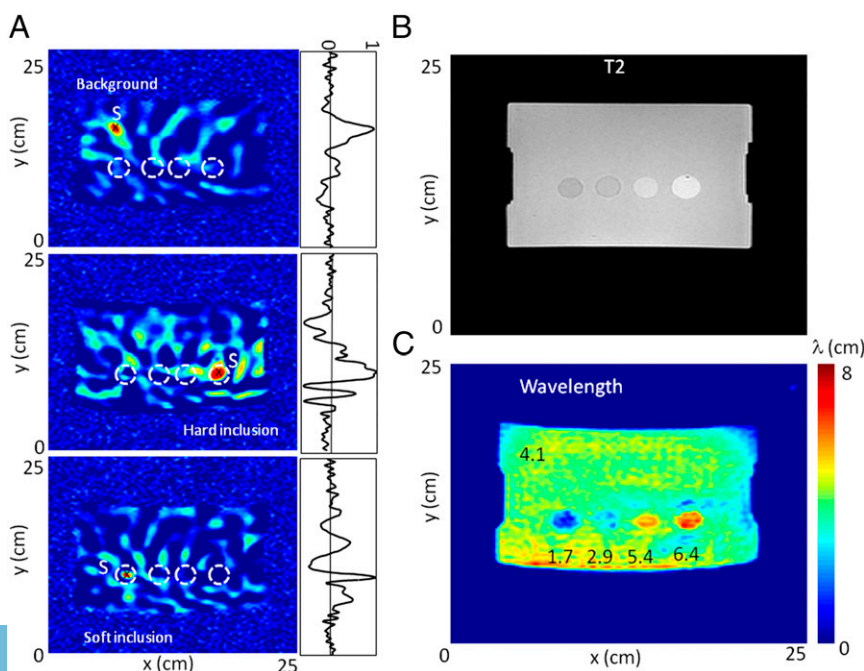 A
0 1
25
Background
S
y (cm)
0
25
S
y (cm)
Hard inclusion
0
25
S
y (cm)
Soft inclusion
0
x (cm)
25
B
25
T2
y (cm)
0
C
25
Wavelength
λ (cm)
8
4.1
y (cm)
1.7 2.9 5.4 6.4
0
0
x (cm)
25
0